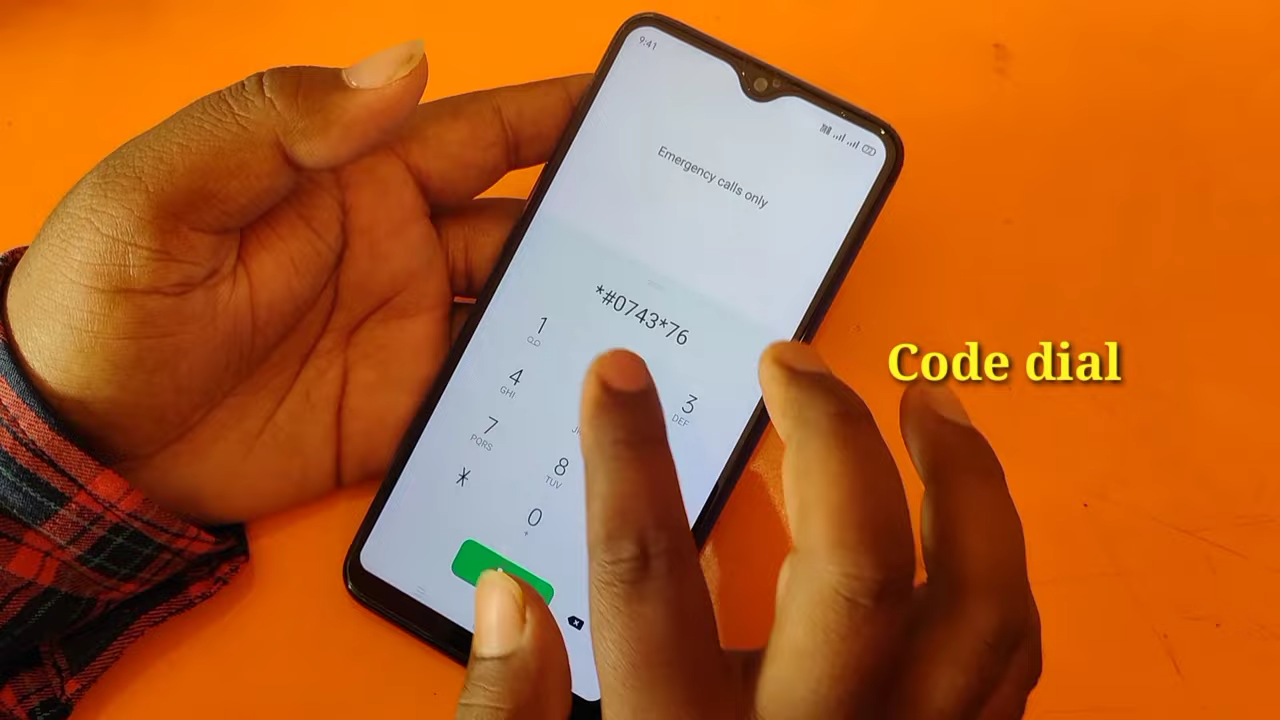 9:41
Emergency calls only
*#0743*76
1
4
GHI
3
DEF
7
PQRS
8
TUV
*
0
+
Code dial